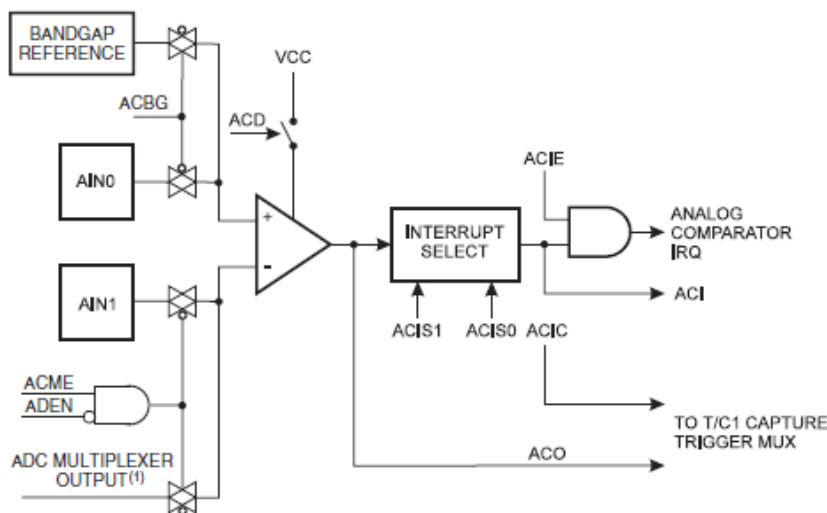 BANDGAP
REFERENCE
VCC
ACBG
ACD
AIN0
ACIE
+
INTERRUPT
SELECT
ANALOG
COMPARATOR
IRQ
-
AIN1
ACI
ACIS1 ACIS0 ACIC
ACME
ADEN
TO T/C1 CAPTURE
TRIGGER MUX
ADC MULTIPLEXER
OUTPUT(1)
ACO